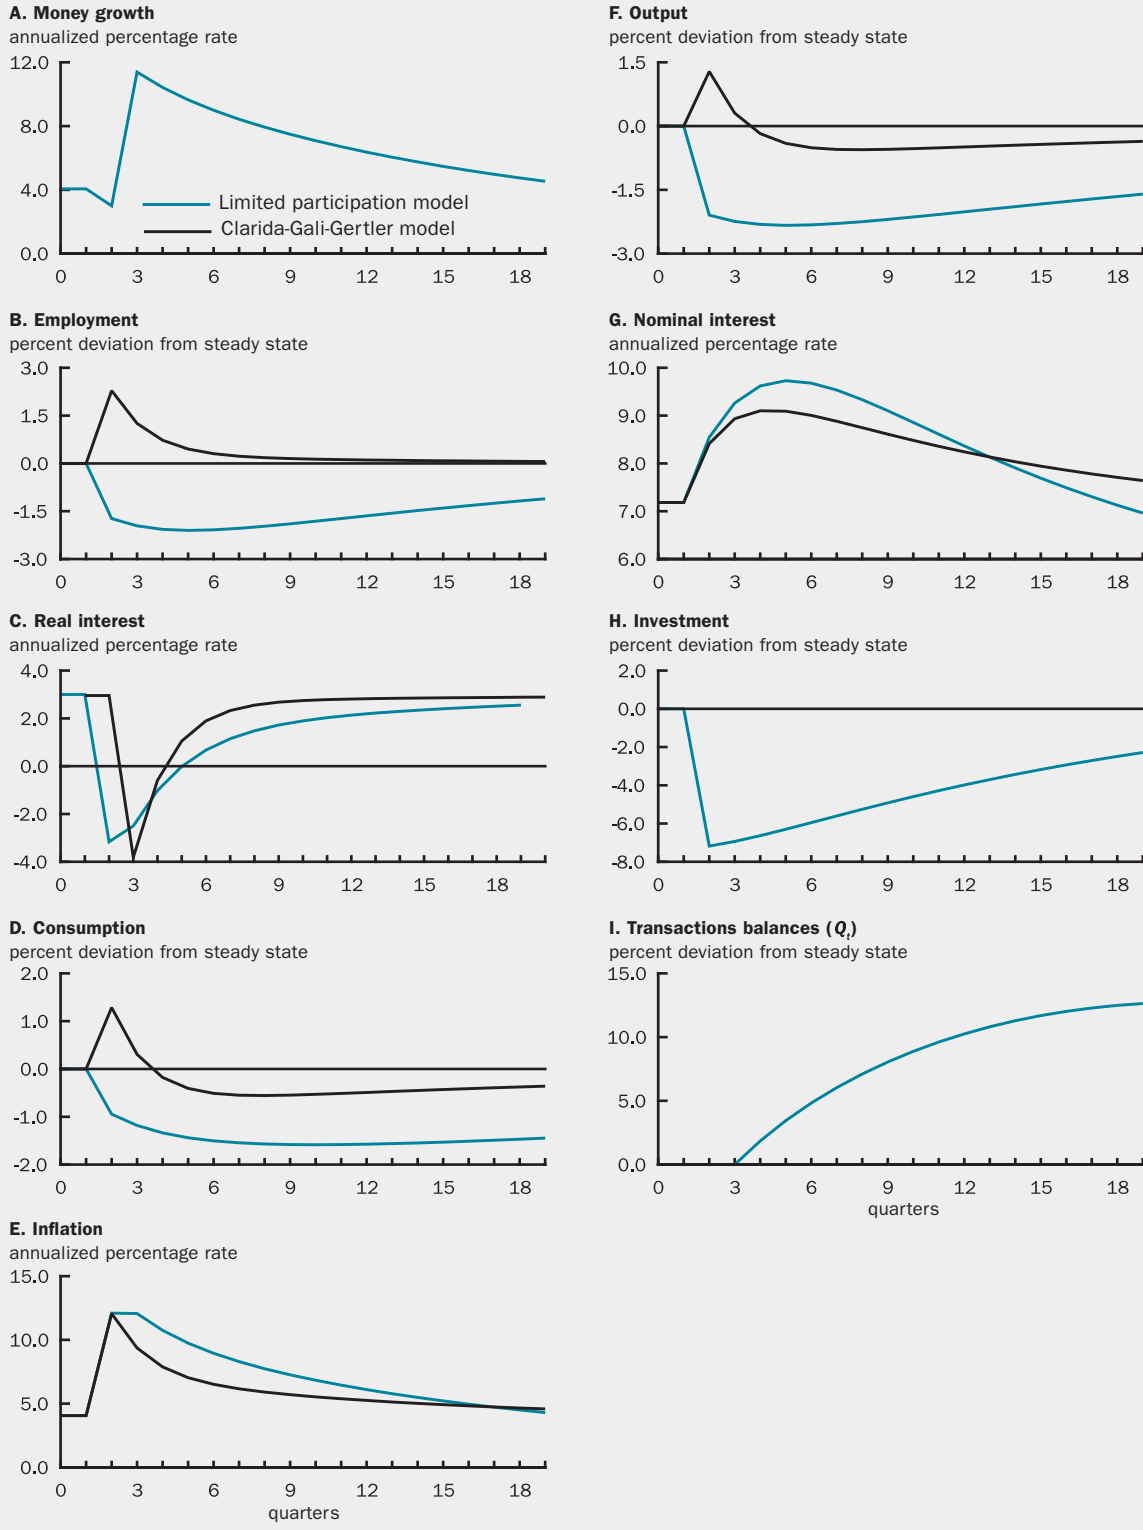 A. Money growth
annualized percentage rate
12.0
8.0
4.0
0.0
Limited participation model
Clarida-Gali-Gertler model
0 3 6 9 12 15 18
B. Employment
percent deviation from steady state
3.0
1.5
0.0
-1.5
-3.0
0 3 6 9 12 15 18
C. Real interest
annualized percentage rate
4.0
2.0
0.0
-2.0
-4.0
0 3 6 9 12 15 18
D. Consumption
percent deviation from steady state
2.0
1.0
0.0
-1.0
-2.0
0 3 6 9 12 15 18
E. Inflation
annualized percentage rate
15.0
10.0
5.0
0.0
0 3 6 9 12 15 18
quarters
F. Output
percent deviation from steady state
1.5
0.0
-1.5
-3.0
0 3 6 9 12 15 18
G. Nominal interest
annualized percentage rate
10.0
9.0
8.0
7.0
6.0
0 3 6 9 12 15 18
H. Investment
percent deviation from steady state
2.0
0.0
-2.0
-4.0
-6.0
-8.0
0 3 6 9 12 15 18
I. Transactions balances (Qt)
percent deviation from steady state
15.0
10.0
5.0
0.0
0 3 6 9 12 15 18
quarters